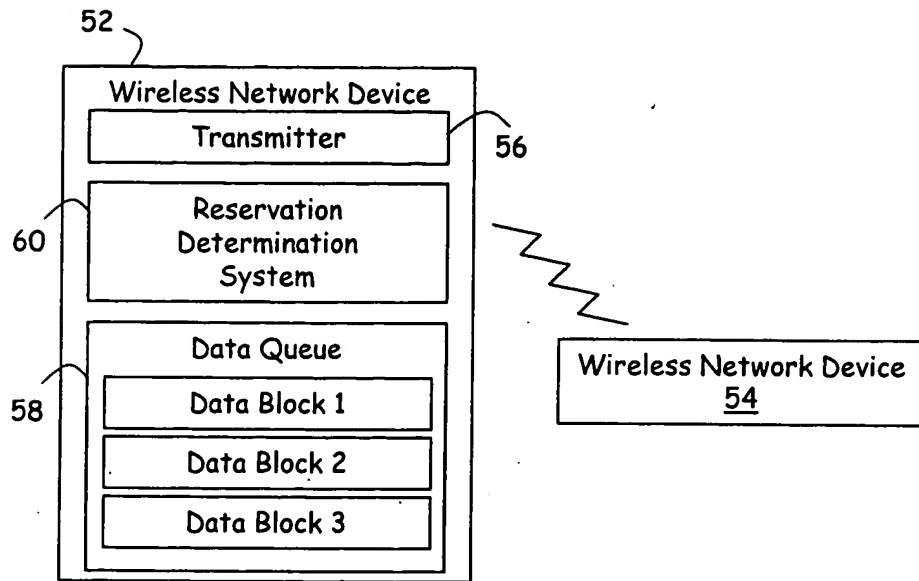 52
Wireless Network Device
Transmitter
56
Reservation
Determination
System
60
Data Queue
58
Data Block 1
Data Block 2
Data Block 3
Wireless Network Device
54